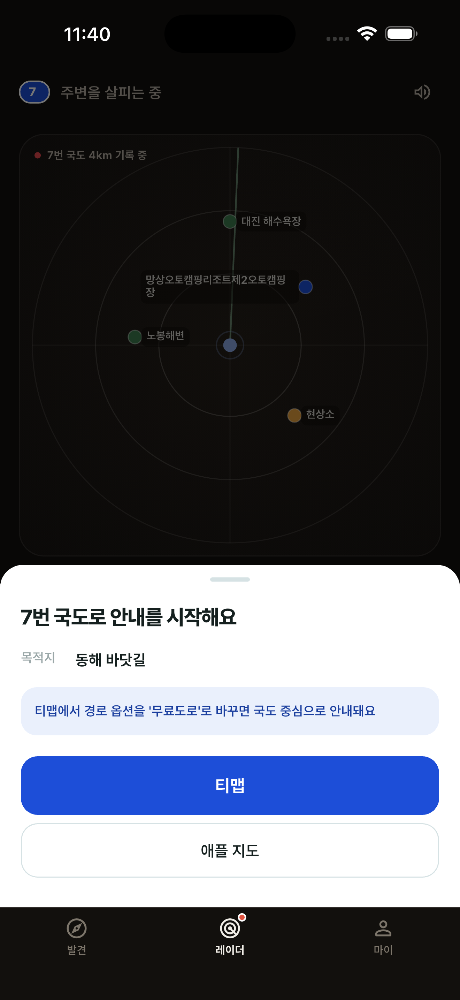 11:40
7 주변을 살피는 중
7번 국도 4km 기록 중
대진 해수욕장
망상오토캠핑리조트제2오토캠핑
장
노봉해변
현상소
7번 국도로 안내를 시작해요
목적지 동해 바닷길
티맵에서 경로 옵션을 '무료도로'로 바꾸면 국도 중심으로 안내돼요
티맵
애플 지도
발견 레이더 마이